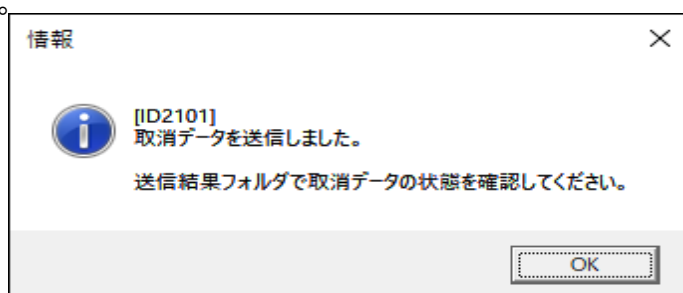 。
情報
[ID2101]
取消データを送信しました。
送信結果フォルダで取消データの状態を確認してください。
OK